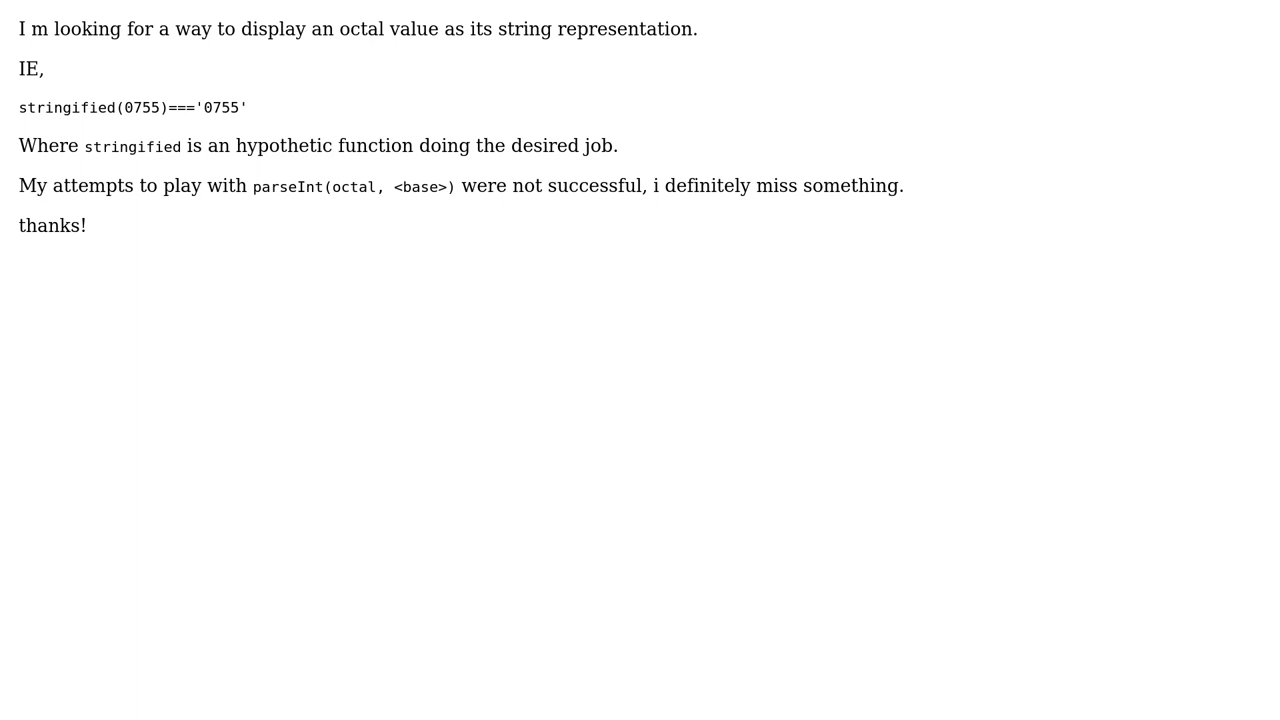 I m looking for a way to display an octal value as its string representation.
IE,
stringified(0755)==='0755'
Where stringified is an hypothetic function doing the desired job.
My attempts to play with parseInt(octal, <base>) were not successful, i definitely miss something.
thanks!